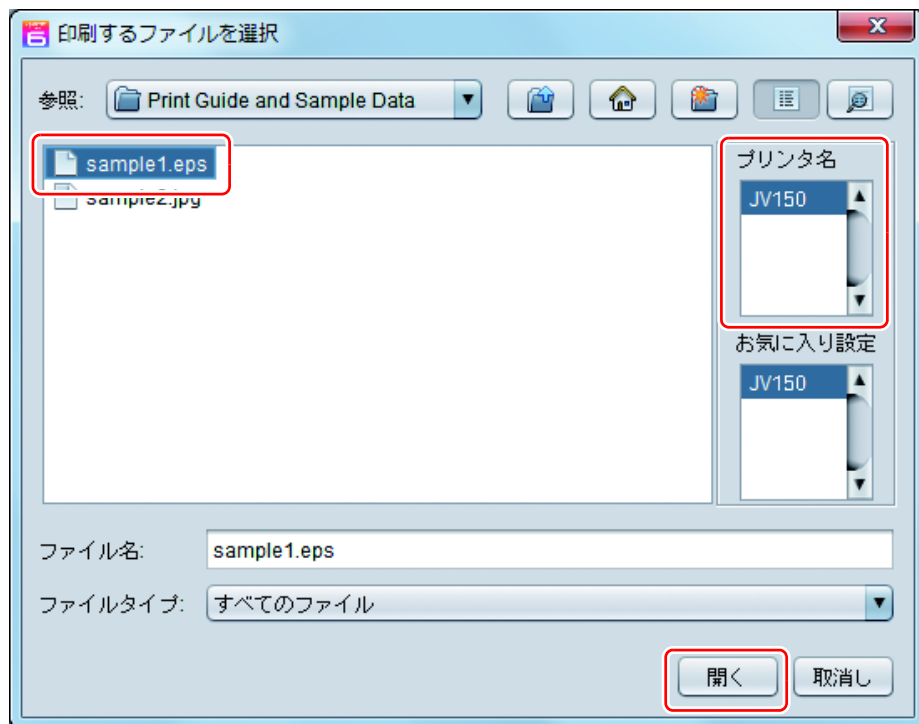 印刷するファイルを選択
参照: Print Guide and Sample Data
sample1.eps
sample2.jpg
プリンタ名
JV150
お気に入り設定
JV150
ファイル名: sample1.eps
ファイルタイプ: すべてのファイル
開く 取消し